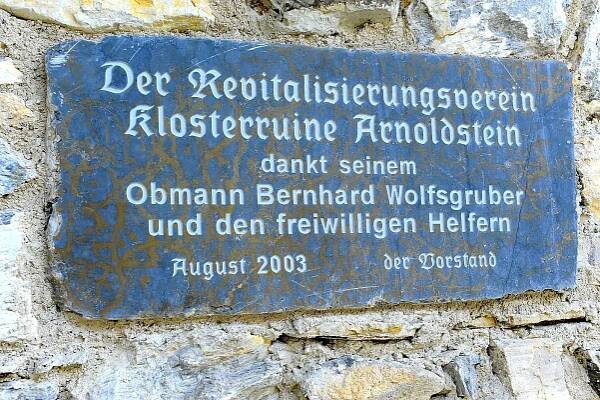 Der Revitalisierungsverein
Klosterruine Arnoldstein
dankt seinem
Obmann Bernhard Wolfsgruber
und den freiwilligen Helfern
August 2003 der Vorstand